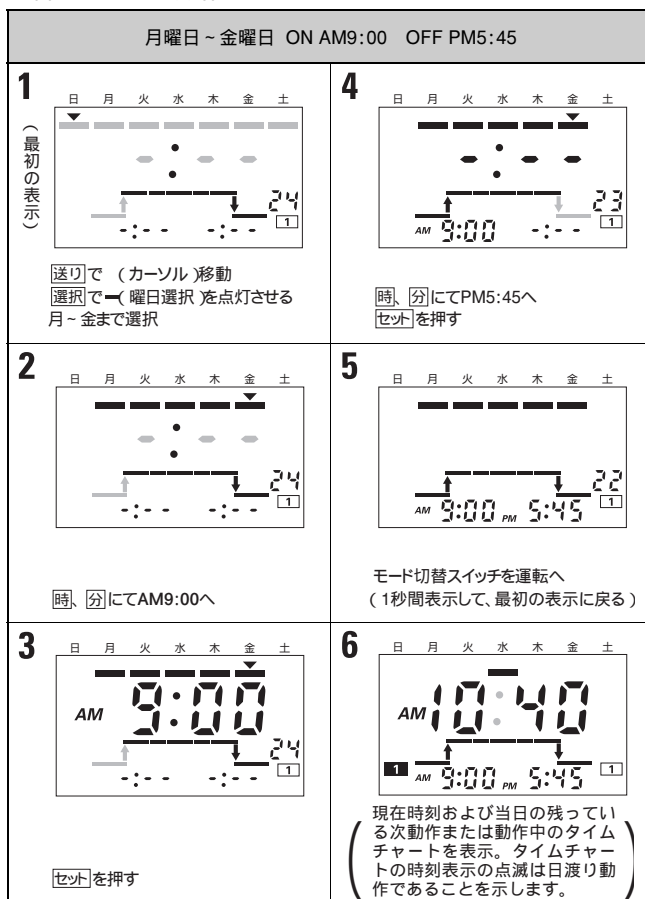 月曜日~金曜日 ON AM9:00 OFF PM5:45
1
(最初の表示)
日 月 火 水 木 金 土
- : - -
24
1
-:-- -:--
送りで (カーソル)移動
選択で━(曜日選択)を点灯させる
月~金まで選択
2
日 月 火 水 木 金 土
- : - -
24
1
-:-- -:--
時、分にてAM9:00へ
3
日 月 火 水 木 金 土
AM 9:00
24
1
-:-- -:--
セットを押す
4
日 月 火 水 木 金 土
- : - -
23
1
AM 9:00 -:--
時、分にてPM5:45へ
セットを押す
5
日 月 火 水 木 金 土
22
1
AM 9:00 PM 5:45
モード切替スイッチを運転へ
(1秒間表示して、最初の表示に戻る)
6
日 月 火 水 木 金 土
AM 10:40
1 AM 9:00 PM 5:45 1
(現在時刻および当日の残ってい
る次動作または動作中のタイム
チャートを表示。タイムチャー
トの時刻表示の点滅は日渡り動
作であることを示します。)